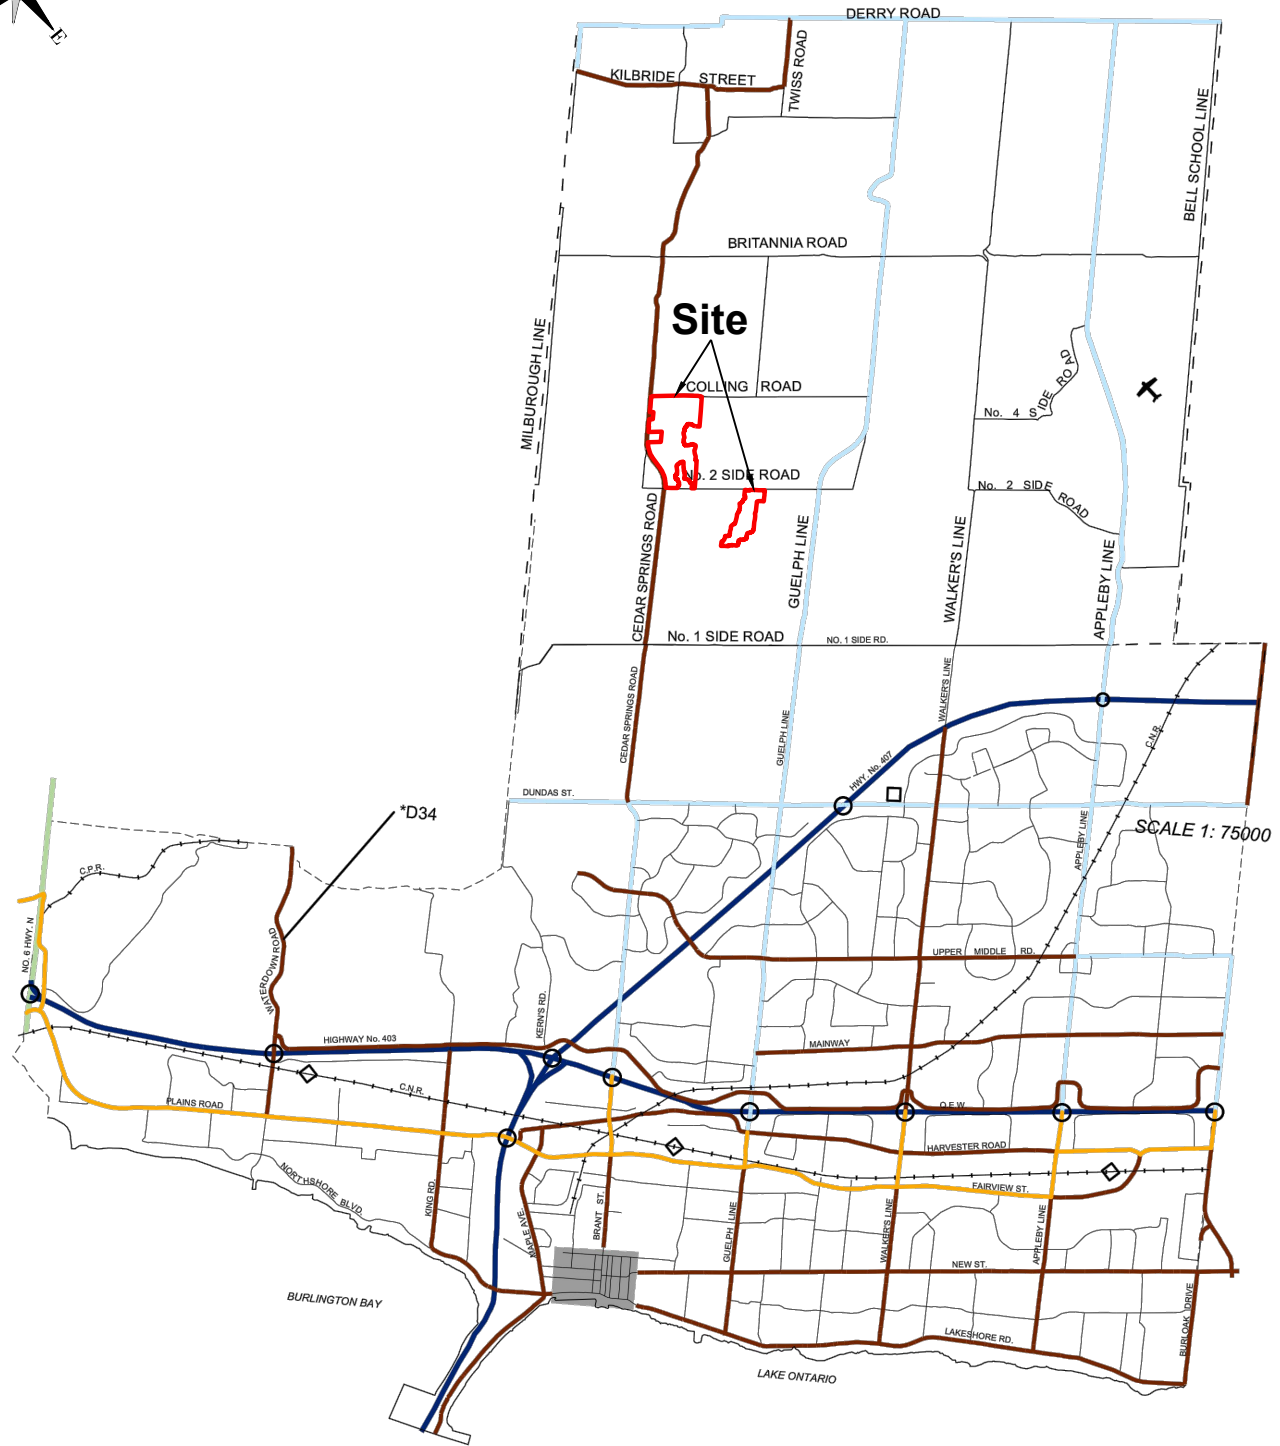 E
DERRY ROAD
KILBRIDE STREET
TWISS ROAD
BELL SCHOOL LINE
BRITANNIA ROAD
Site
MILBUROUGH LINE
COLLING ROAD
No. 4 SIDE ROAD
No. 2 SIDE ROAD
No. 2 SIDE ROAD
CEDAR SPRINGS ROAD
GUELPH LINE
WALKER'S LINE
APPLEBY LINE
No. 1 SIDE ROAD
NO. 1 SIDE RD.
CEDAR SPRINGS ROAD
GUELPH LINE
WALKER'S LINE
C.N.R.
HWY. No. 407
DUNDAS ST.
*D34
APPLEBY LINE
SCALE 1: 75000
C.P.R.
NO. 6 HWY. N
WATERDOWN ROAD
UPPER MIDDLE RD.
KERN'S RD.
HIGHWAY No. 403
MAINWAY
C.N.R.
PLAINS ROAD
Q.E.W.
HARVESTER ROAD
NORTHSHORE BLVD.
KING RD.
MAPLE AVE.
BRANT ST.
GUELPH LINE
WALKER'S LINE
FAIRVIEW ST.
APPLEBY LINE
NEW ST.
BURLOAK DRIVE
BURLINGTON BAY
LAKESHORE RD.
LAKE ONTARIO